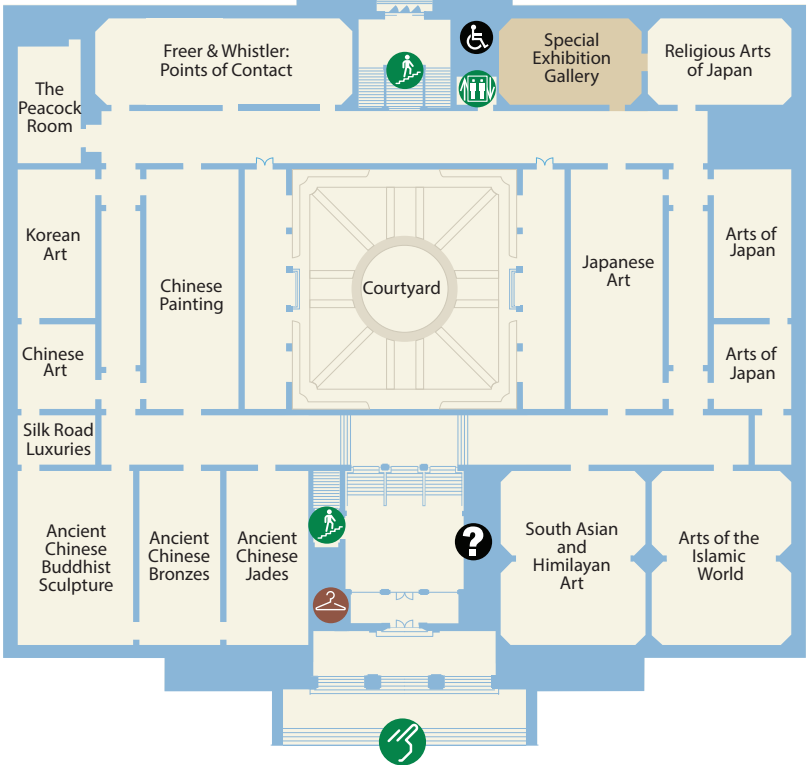 Freer & Whistler:
Points of Contact
Special
Exhibition
Gallery
Religious Arts
of Japan
The
Peacock
Room
Korean
Art
Chinese
Painting
Courtyard
Japanese
Art
Arts of
Japan
Chinese
Art
Arts of
Japan
Silk Road
Luxuries
Ancient
Chinese
Buddhist
Sculpture
Ancient
Chinese
Bronzes
Ancient
Chinese
Jades
?
South Asian
and
Himilayan
Art
Arts of the
Islamic
World